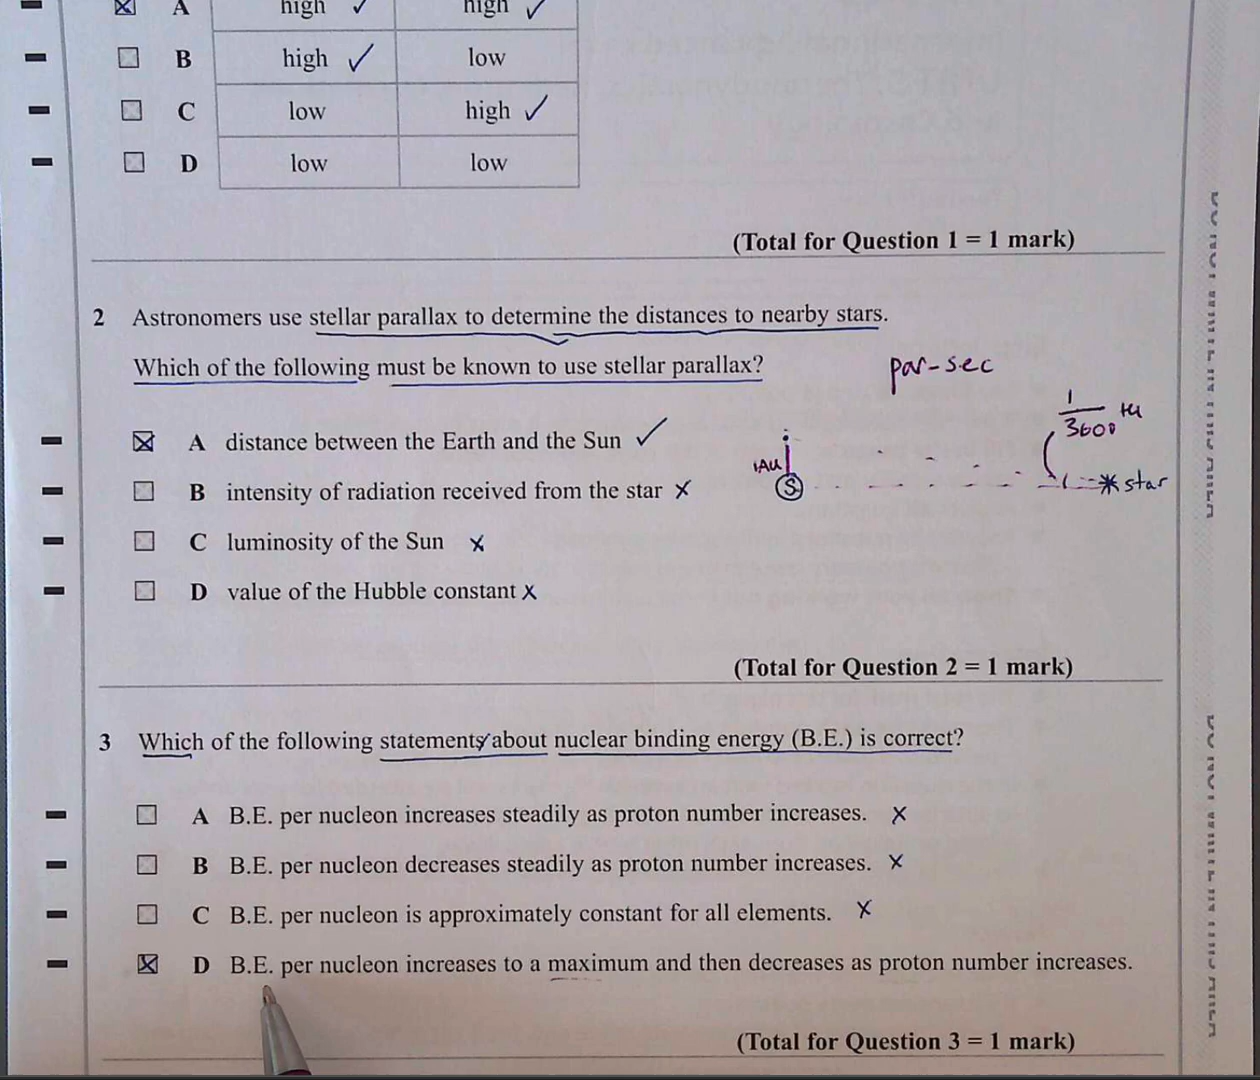 A high ✓ high ✓
B high ✓ low
C low high ✓
D low low
(Total for Question 1 = 1 mark)
2 Astronomers use stellar parallax to determine the distances to nearby stars.
Which of the following must be known to use stellar parallax?
par-sec
1/3600 th
A distance between the Earth and the Sun ✓
1AU
B intensity of radiation received from the star ✗
S
star
C luminosity of the Sun ✗
D value of the Hubble constant ✗
(Total for Question 2 = 1 mark)
3 Which of the following statements about nuclear binding energy (B.E.) is correct?
A B.E. per nucleon increases steadily as proton number increases. ✗
B B.E. per nucleon decreases steadily as proton number increases. ✗
C B.E. per nucleon is approximately constant for all elements. ✗
D B.E. per nucleon increases to a maximum and then decreases as proton number increases.
(Total for Question 3 = 1 mark)